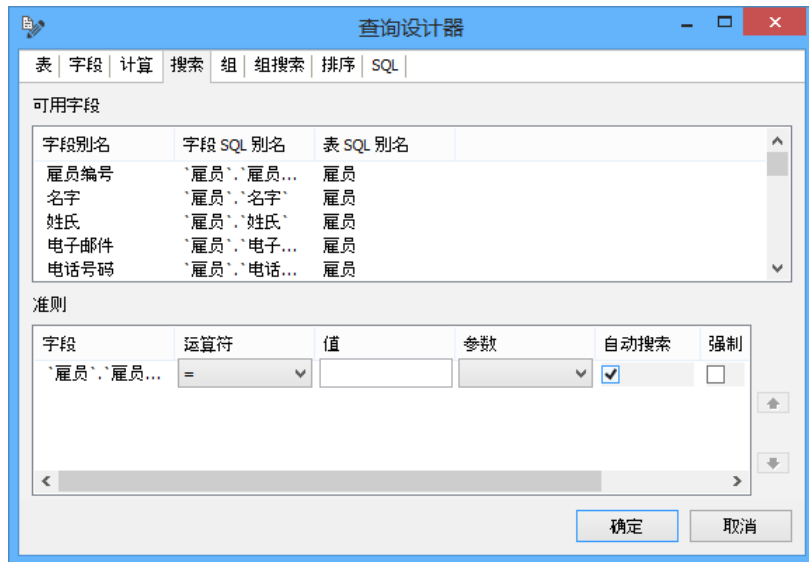 查询设计器
表 字段 计算 搜索 组 组搜索 排序 SQL
可用字段
字段别名 字段 SQL 别名 表 SQL 别名
雇员编号 `雇员`.`雇员... 雇员
名字 `雇员`.`名字` 雇员
姓氏 `雇员`.`姓氏` 雇员
电子邮件 `雇员`.`电子... 雇员
电话号码 `雇员`.`电话... 雇员
准则
字段 运算符 值 参数 自动搜索 强制
`雇员`.`雇员... =
确定 取消